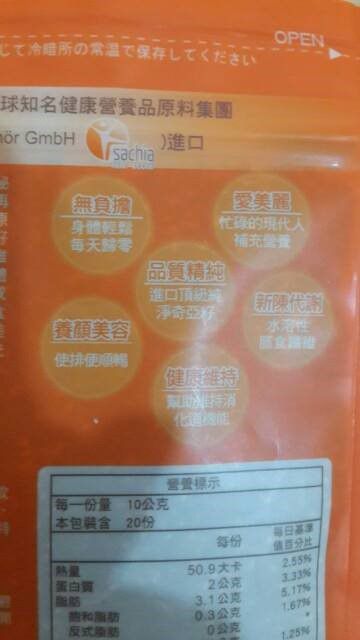 OPEN
じて冷暗所の常温で保存してください
球知名健康營養品原料集團
hör GmbH
sachia
)進口
無負擔
身體輕鬆
每天歸零
愛美麗
忙碌的現代人
補充營養
品質精純
進口頂級純
淨奇亞籽
新陳代謝
水溶性
膳食纖維
養顏美容
使排便順暢
健康維持
幫助維持消
化道機能
營養標示
每一份量 10公克
本包裝含 20份
每份
每日基準
值百分比
熱量 50.9大卡 2.55%
蛋白質 2公克 3.33%
脂肪 3.1公克 5.17%
飽和脂肪 0.3公克 1.67%
反式脂肪 0公克 *
1.25%